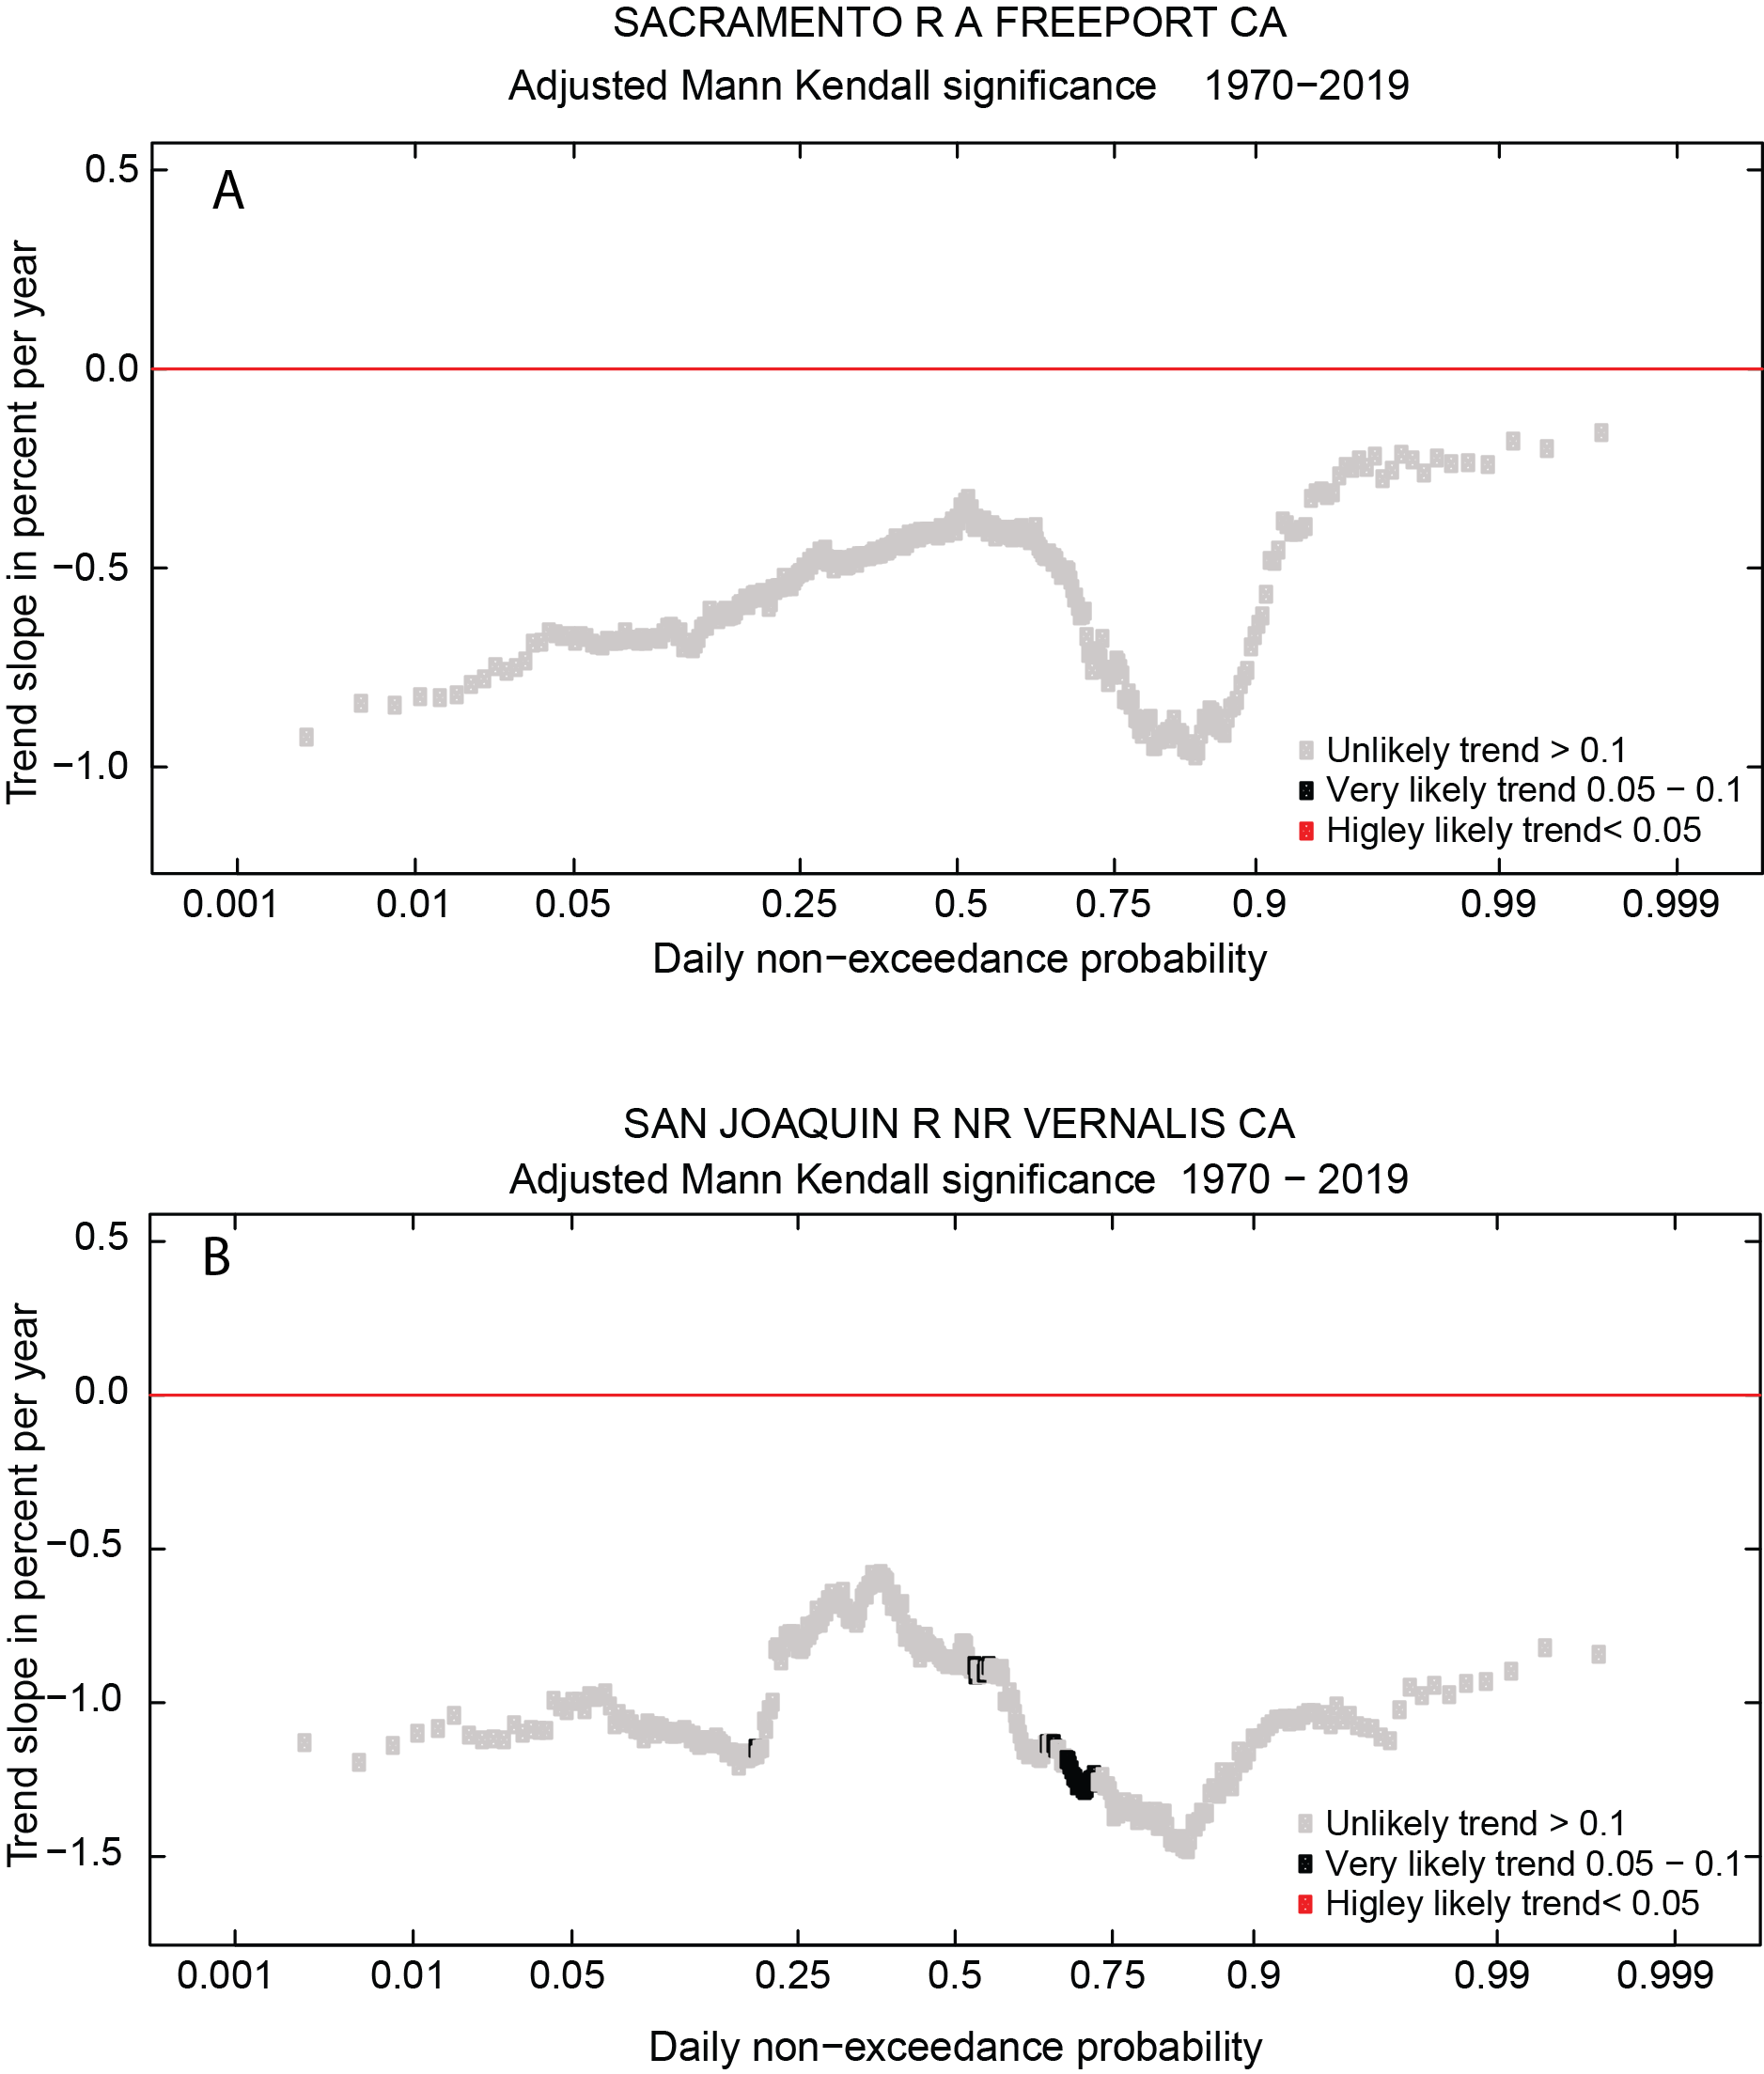 SACRAMENTO R A FREEPORT CA
Adjusted Mann Kendall significance 1970−2019
A
Trend slope in percent per year
0.5
0.0
−0.5
−1.0
Unlikely trend > 0.1
Very likely trend 0.05 − 0.1
Higley likely trend< 0.05
0.001 0.01 0.05 0.25 0.5 0.75 0.9 0.99 0.999
Daily non−exceedance probability
SAN JOAQUIN R NR VERNALIS CA
Adjusted Mann Kendall significance 1970 − 2019
B
Trend slope in percent per year
0.5
0.0
−0.5
−1.0
−1.5
Unlikely trend > 0.1
Very likely trend 0.05 − 0.1
Higley likely trend< 0.05
0.001 0.01 0.05 0.25 0.5 0.75 0.9 0.99 0.999
Daily non−exceedance probability